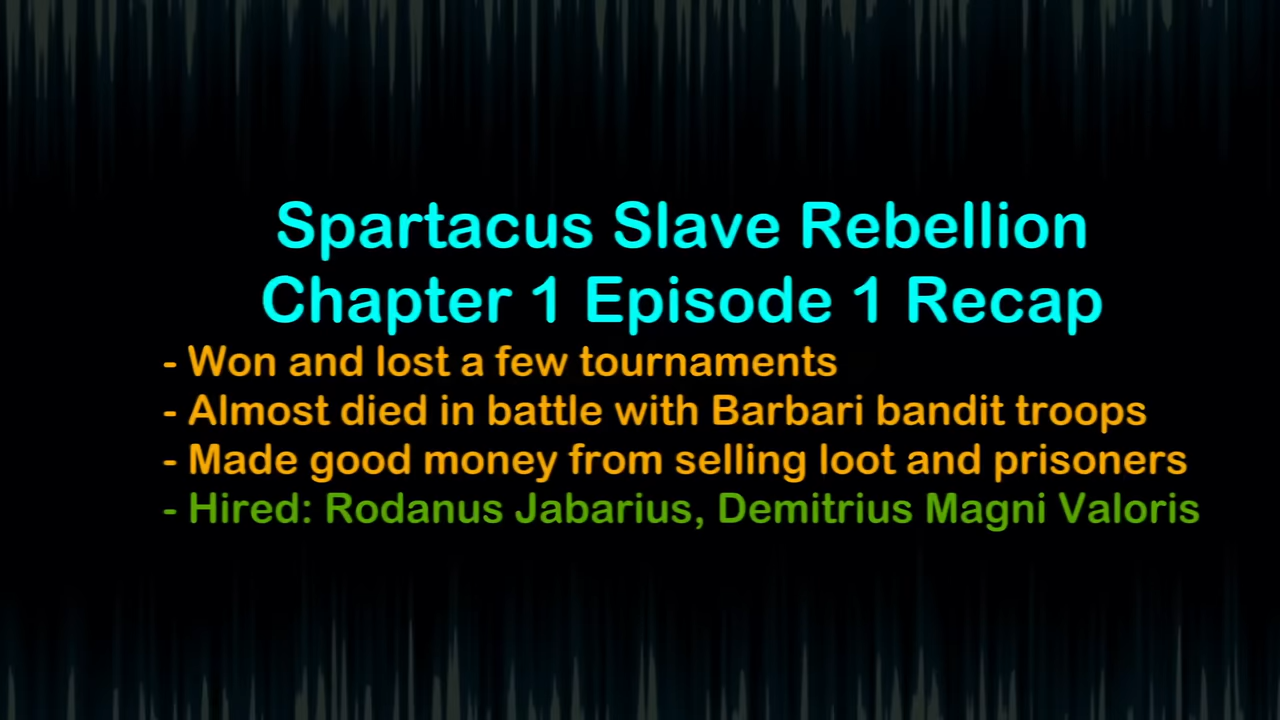 Spartacus Slave Rebellion
Chapter 1 Episode 1 Recap
- Won and lost a few tournaments
- Almost died in battle with Barbari bandit troops
- Made good money from selling loot and prisoners
- Hired: Rodanus Jabarius, Demitrius Magni Valoris